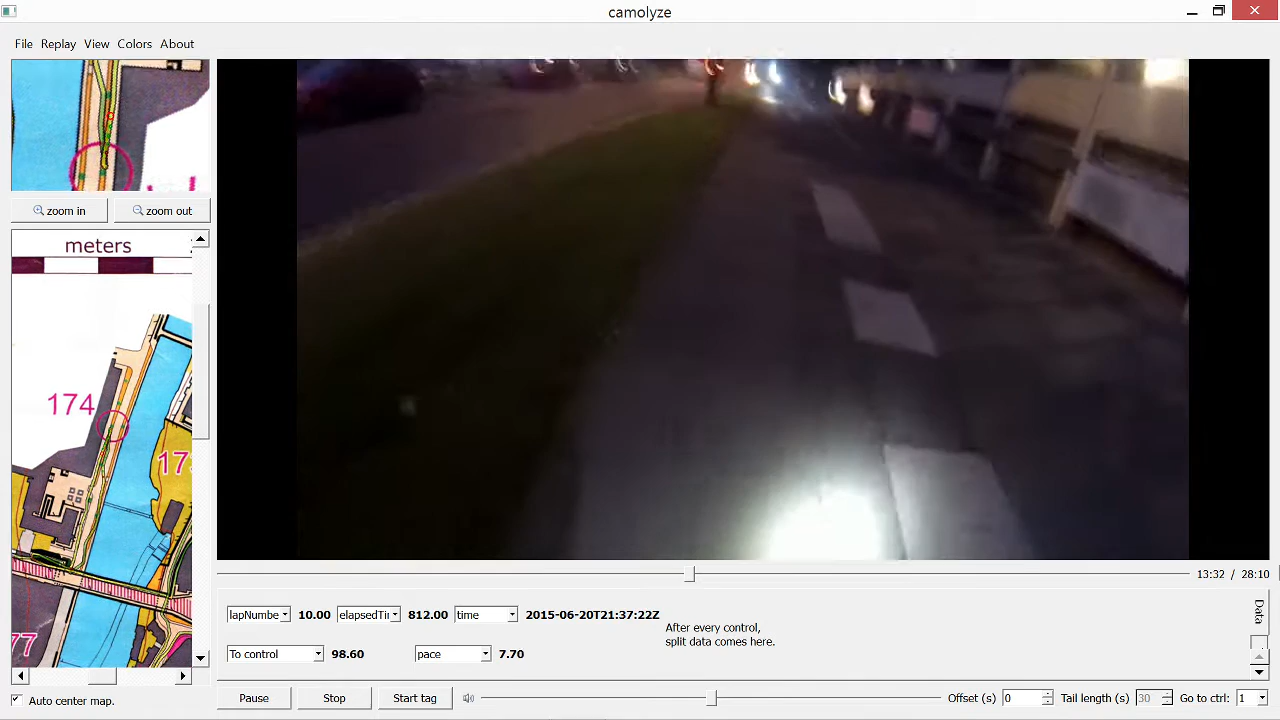 camolyze
File Replay View Colors About
zoom in
zoom out
meters
174
lapNumbe 10.00 elapsedTi 812.00 time 2015-06-20T21:37:22Z
To control 98.60 pace 7.70
After every control,
split data comes here.
13:32 / 28:10
Data
Auto center map.
Pause Stop Start tag
Offset (s) 0 Tail length (s) 30 Go to ctrl: 1